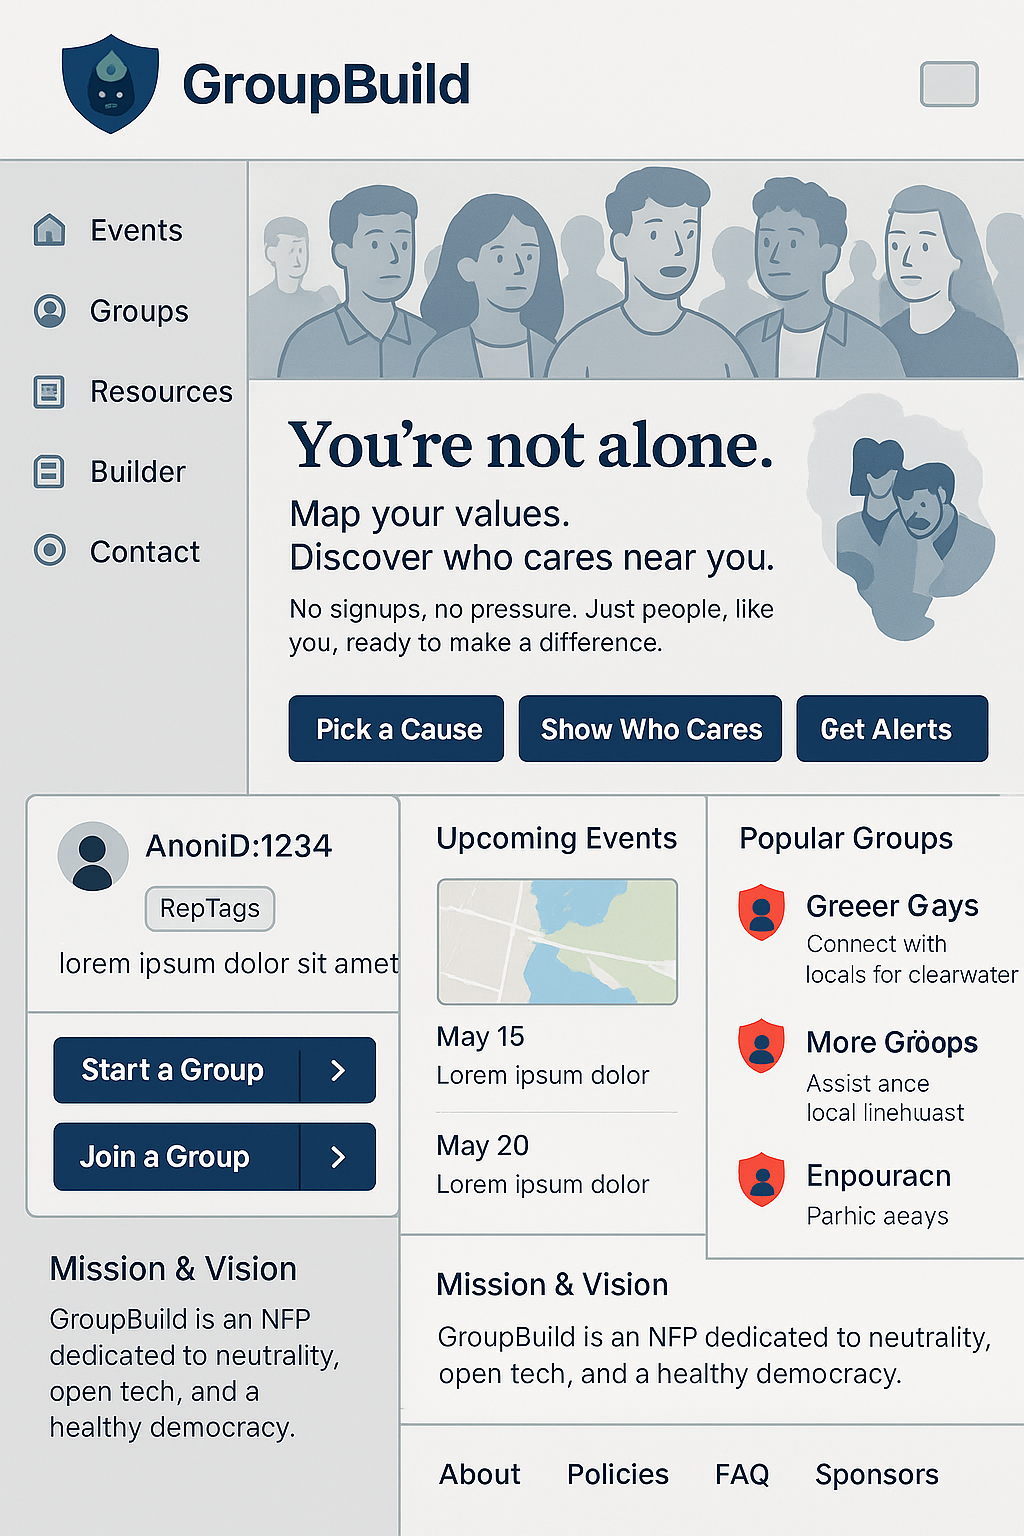 GroupBuild
Events
Groups
Resources
Builder
Contact
You're not alone.
Map your values.
Discover who cares near you.
No signups, no pressure. Just people, like
you, ready to make a difference.
Pick a Cause
Show Who Cares
Get Alerts
AnoniD:1234
RepTags
lorem ipsum dolor sit amet
Start a Group
Join a Group
Mission & Vision
GroupBuild is an NFP
dedicated to neutrality,
open tech, and a
healthy democracy.
Upcoming Events
May 15
Lorem ipsum dolor
May 20
Lorem ipsum dolor
Popular Groups
Greeer Gays
Connect with
locals for clearwater
More Gröops
Assist ance
local linehuast
Enpouracn
Parhic aeays
Mission & Vision
GroupBuild is an NFP dedicated to neutrality,
open tech, and a healthy democracy.
About
Policies
FAQ
Sponsors